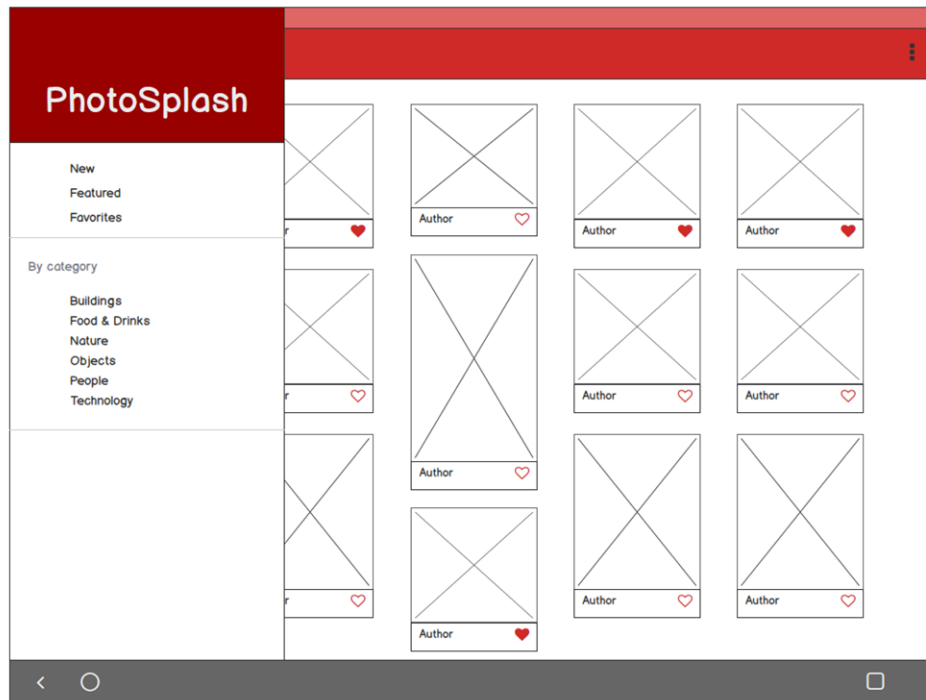 PhotoSplash
New
Featured
Favorites
By category
Buildings
Food & Drinks
Nature
Objects
People
Technology
r
Author
Author
Author
r
Author
Author
Author
r
Author
Author
Author